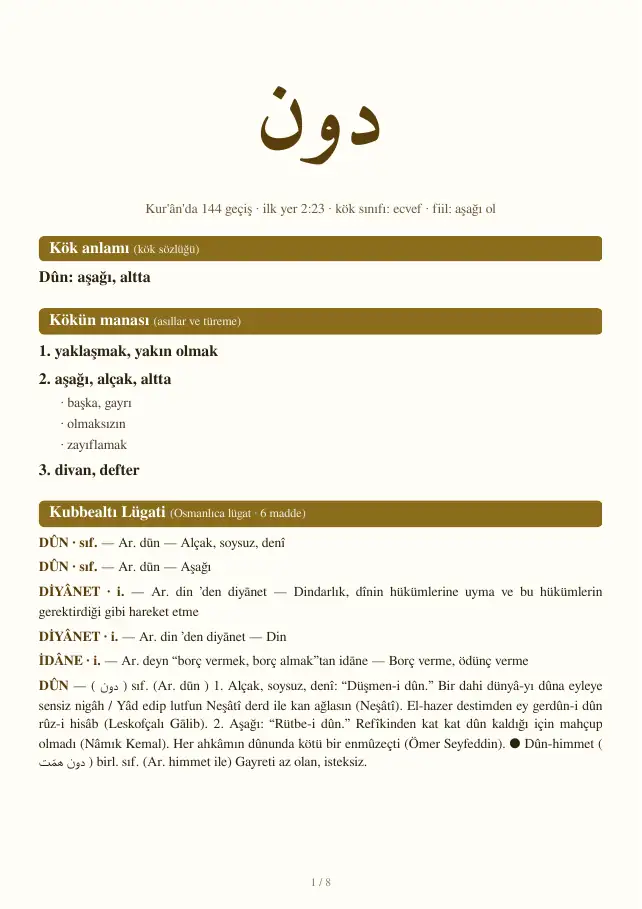 دون
Kur'ân'da 144 geçiş · ilk yer 2:23 · kök sınıfı: ecvef · fiil: aşağı ol
Kök anlamı (kök sözlüğü)
Dûn: aşağı, altta
Kökün manası (asıllar ve türeme)
1. yaklaşmak, yakın olmak
2. aşağı, alçak, altta
· başka, gayrı
· olmaksızın
· zayıflamak
3. divan, defter
Kubbealtı Lügati (Osmanlıca lügat · 6 madde)
DÛN · sıf. — Ar. dūn — Alçak, soysuz, denî
DÛN · sıf. — Ar. dūn — Aşağı
DİYÂNET · i. — Ar. din ’den diyānet — Dindarlık, dînin hükümlerine uyma ve bu hükümlerin
gerektirdiği gibi hareket etme
DİYÂNET · i. — Ar. din ’den diyānet — Din
İDÂNE · i. — Ar. deyn “borç vermek, borç almak”tan idāne — Borç verme, ödünç verme
DÛN — ( دون ) sıf. (Ar. dūn ) 1. Alçak, soysuz, denî: “Düşmen-i dûn.” Bir dahi dünyâ-yı dûna eyleye
sensiz nigâh / Yâd edip lutfun Neşâtî derd ile kan ağlasın (Neşâtî). El-hazer destimden ey gerdûn-i dûn
rûz-i hisâb (Leskofçalı Gālib). 2. Aşağı: “Rütbe-i dûn.” Refîkinden kat kat dûn kaldığı için mahçup
olmadı (Nâmık Kemal). Her ahkâmın dûnunda kötü bir enmûzeçti (Ömer Seyfeddin). ● Dûn-himmet (
دون همّت ) birl. sıf. (Ar. himmet ile) Gayreti az olan, isteksiz.
1 / 8